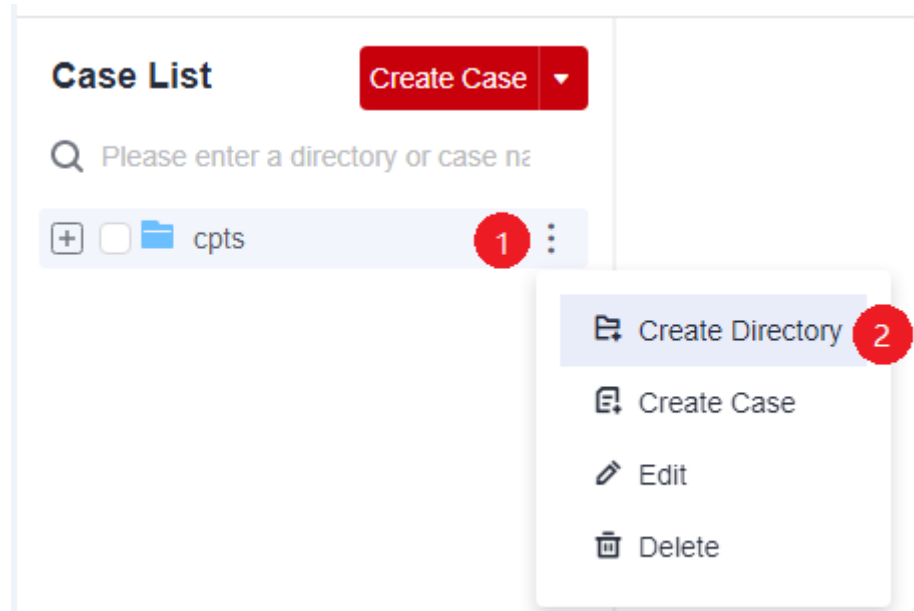 Case List
Create Case
Please enter a directory or case na
cpts
1
Create Directory
2
Create Case
Edit
Delete